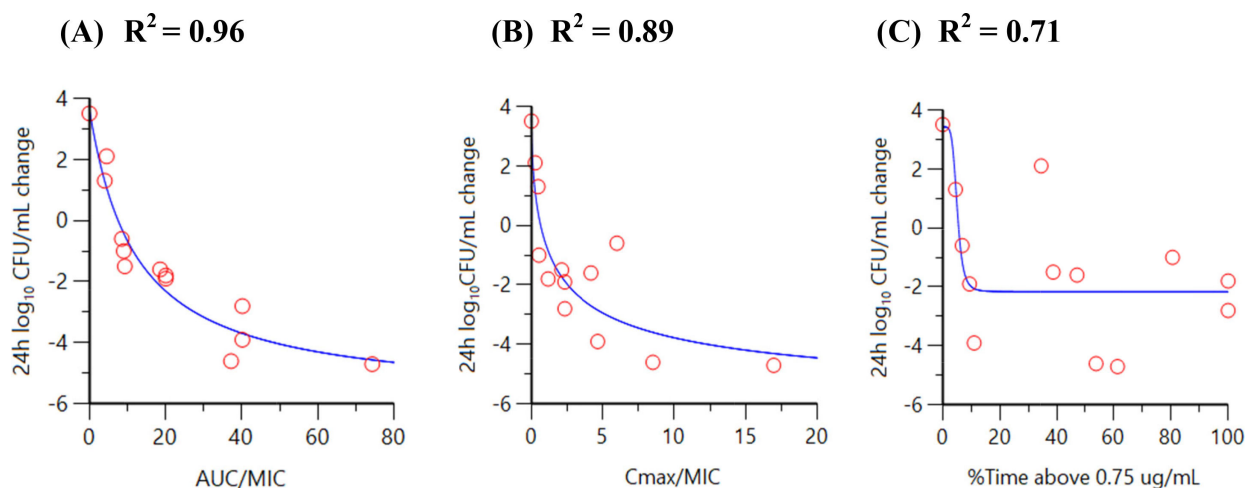 (A) R² = 0.96
(B) R² = 0.89
(C) R² = 0.71
24h log₁₀ CFU/mL change
4
2
0
-2
-4
-6
0 20 40 60 80
AUC/MIC
24h log₁₀CFU/mL change
4
2
0
-2
-4
-6
0 5 10 15 20
Cmax/MIC
24h log₁₀ CFU/mL change
4
2
0
-2
-4
-6
0 20 40 60 80 100
%Time above 0.75 ug/mL